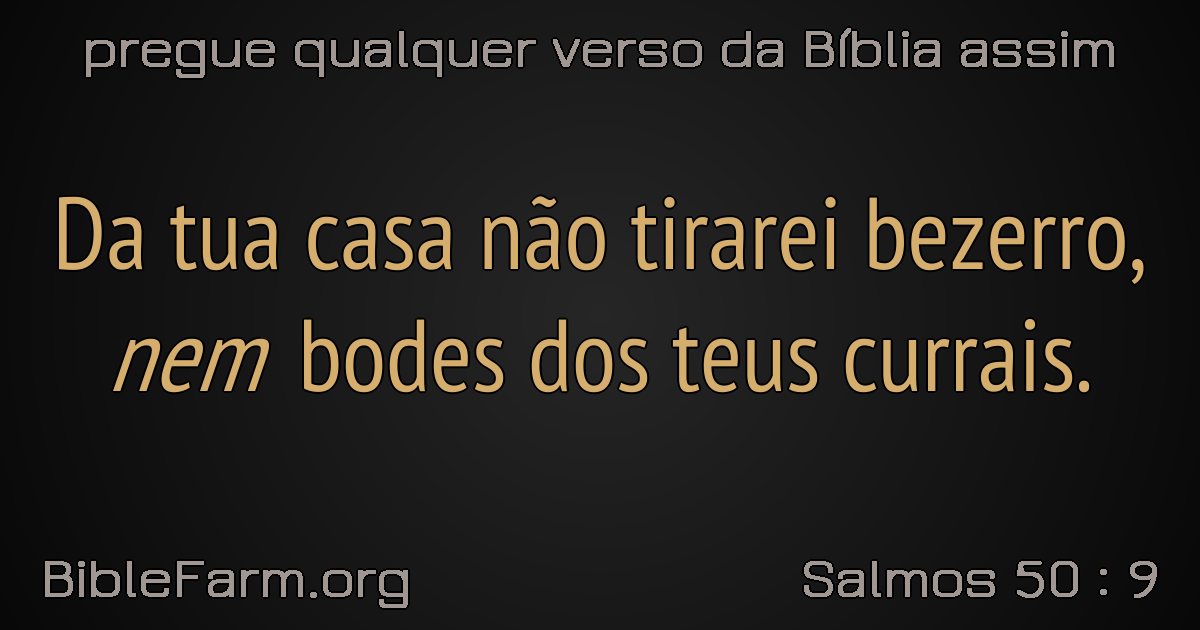 pregue qualquer verso da Bíblia assim
Da tua casa não tirarei bezerro,
nem bodes dos teus currais.
BibleFarm.org
Salmos 50 : 9